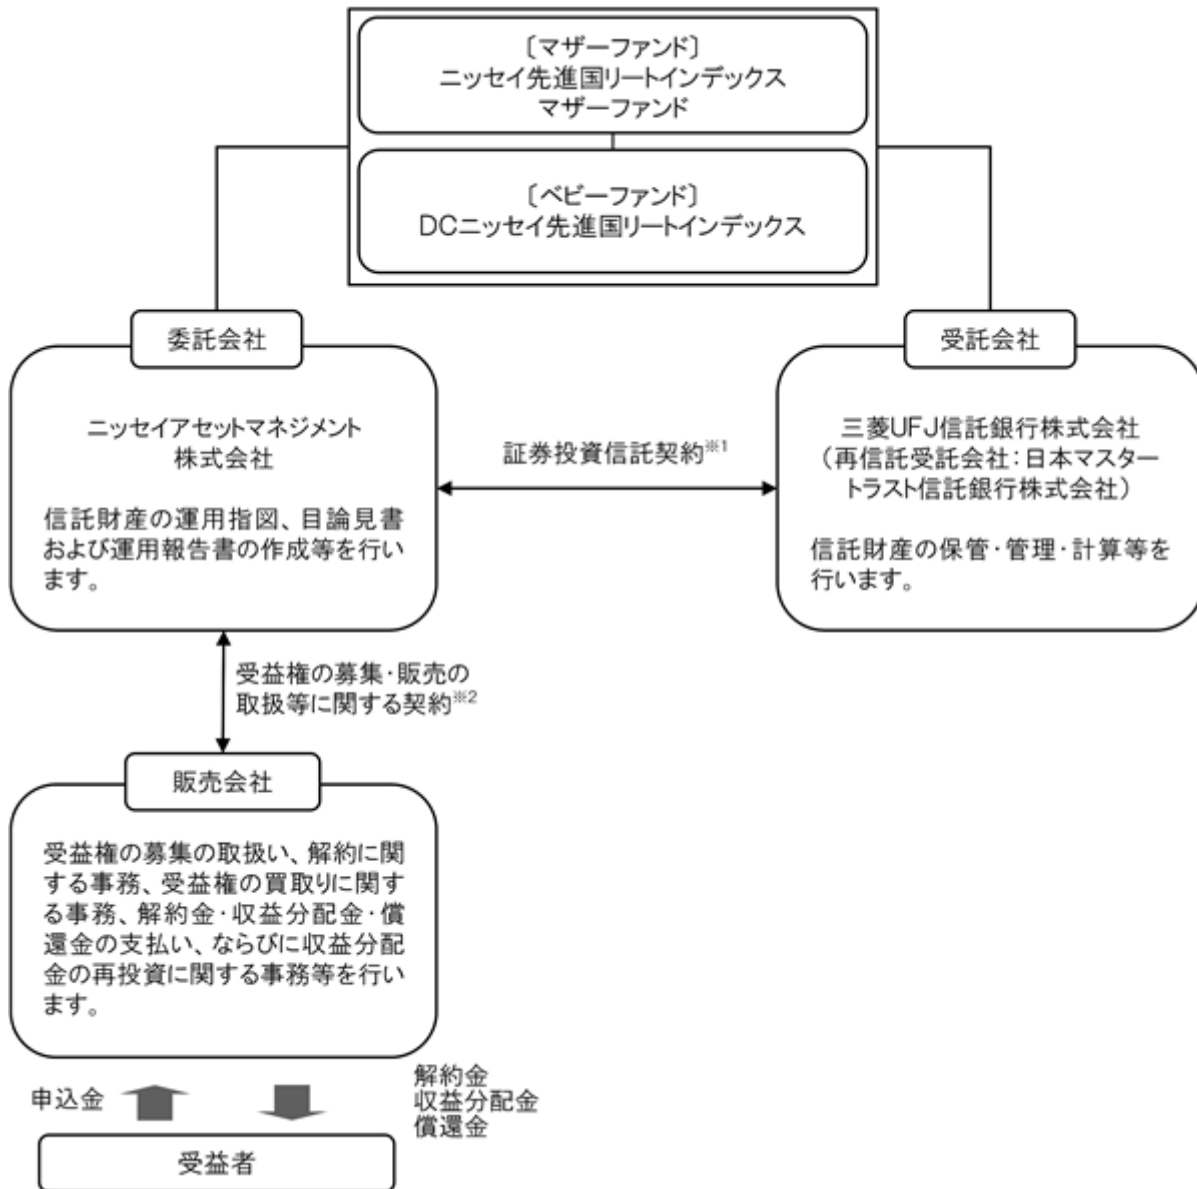 〔マザーファンド〕
ニッセイ先進国リートインデックス
マザーファンド
〔ベビーファンド〕
DCニッセイ先進国リートインデックス
委託会社
ニッセイアセットマネジメント
株式会社
信託財産の運用指図、目論見書
および運用報告書の作成等を行い
ます。
証券投資信託契約※1
受託会社
三菱UFJ信託銀行株式会社
（再信託受託会社：日本マスター
トラスト信託銀行株式会社）
信託財産の保管・管理・計算等を
行います。
受益権の募集・販売の
取扱等に関する契約※2
販売会社
受益権の募集の取扱い、解約に関
する事務、受益権の買取りに関す
る事務、解約金・収益分配金・償
還金の支払い、ならびに収益分配
金の再投資に関する事務等を行い
ます。
申込金
解約金
収益分配金
償還金
受益者